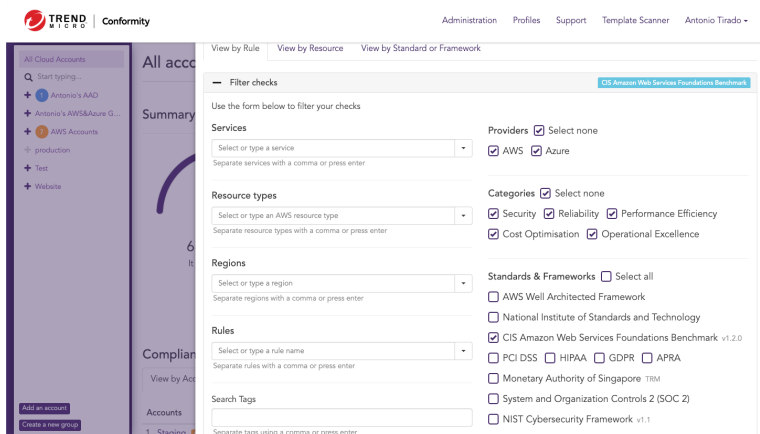 TREND MICRO | Conformity
Administration Profiles Support Template Scanner Antonio Tirado
All Cloud Accounts
Start typing...
1 Antonio's AAD
Antonio's AWS&Azure G...
7 AWS Accounts
production
Test
Website
Add an account
Create a new group
All acco
Summary
6
It
Complian
View by Acc
Accounts
1 Staging
View by Rule View by Resource View by Standard or Framework
Filter checks CIS Amazon Web Services Foundations Benchmark
Use the form below to filter your checks
Services
Select or type a service
Separate services with a comma or press enter
Resource types
Select or type an AWS resource type
Separate resource types with a comma or press enter
Regions
Select or type a region
Separate regions with a comma or press enter
Rules
Select or type a rule name
Separate rules with a comma or press enter
Search Tags
Separate tags using a comma or press enter
Providers Select none
AWS Azure
Categories Select none
Security Reliability Performance Efficiency
Cost Optimisation Operational Excellence
Standards & Frameworks Select all
AWS Well Architected Framework
National Institute of Standards and Technology
CIS Amazon Web Services Foundations Benchmark v1.2.0
PCI DSS HIPAA GDPR APRA
Monetary Authority of Singapore TRM
System and Organization Controls 2 (SOC 2)
NIST Cybersecurity Framework v1.1